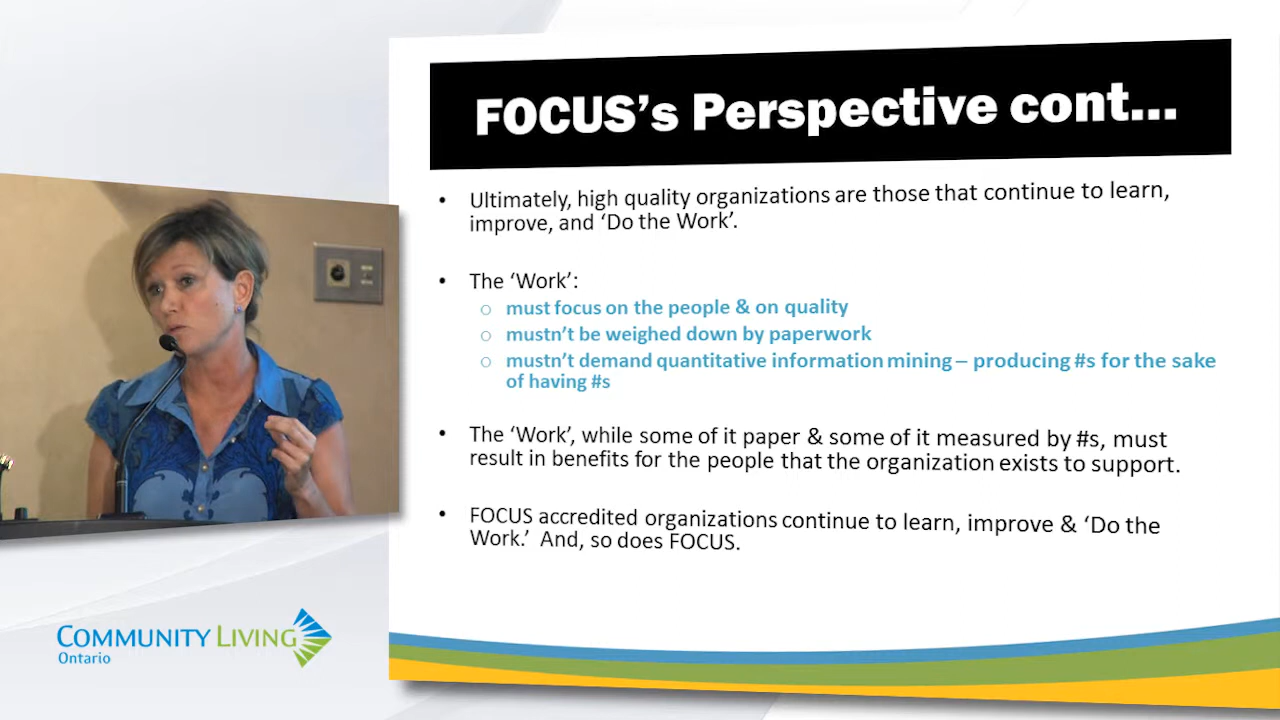 FOCUS's Perspective cont...
• Ultimately, high quality organizations are those that continue to learn,
improve, and 'Do the Work'.
• The 'Work':
o must focus on the people & on quality
o mustn't be weighed down by paperwork
o mustn't demand quantitative information mining – producing #s for the sake
of having #s
• The 'Work', while some of it paper & some of it measured by #s, must
result in benefits for the people that the organization exists to support.
• FOCUS accredited organizations continue to learn, improve & 'Do the
Work.' And, so does FOCUS.
COMMUNITY LIVING
Ontario